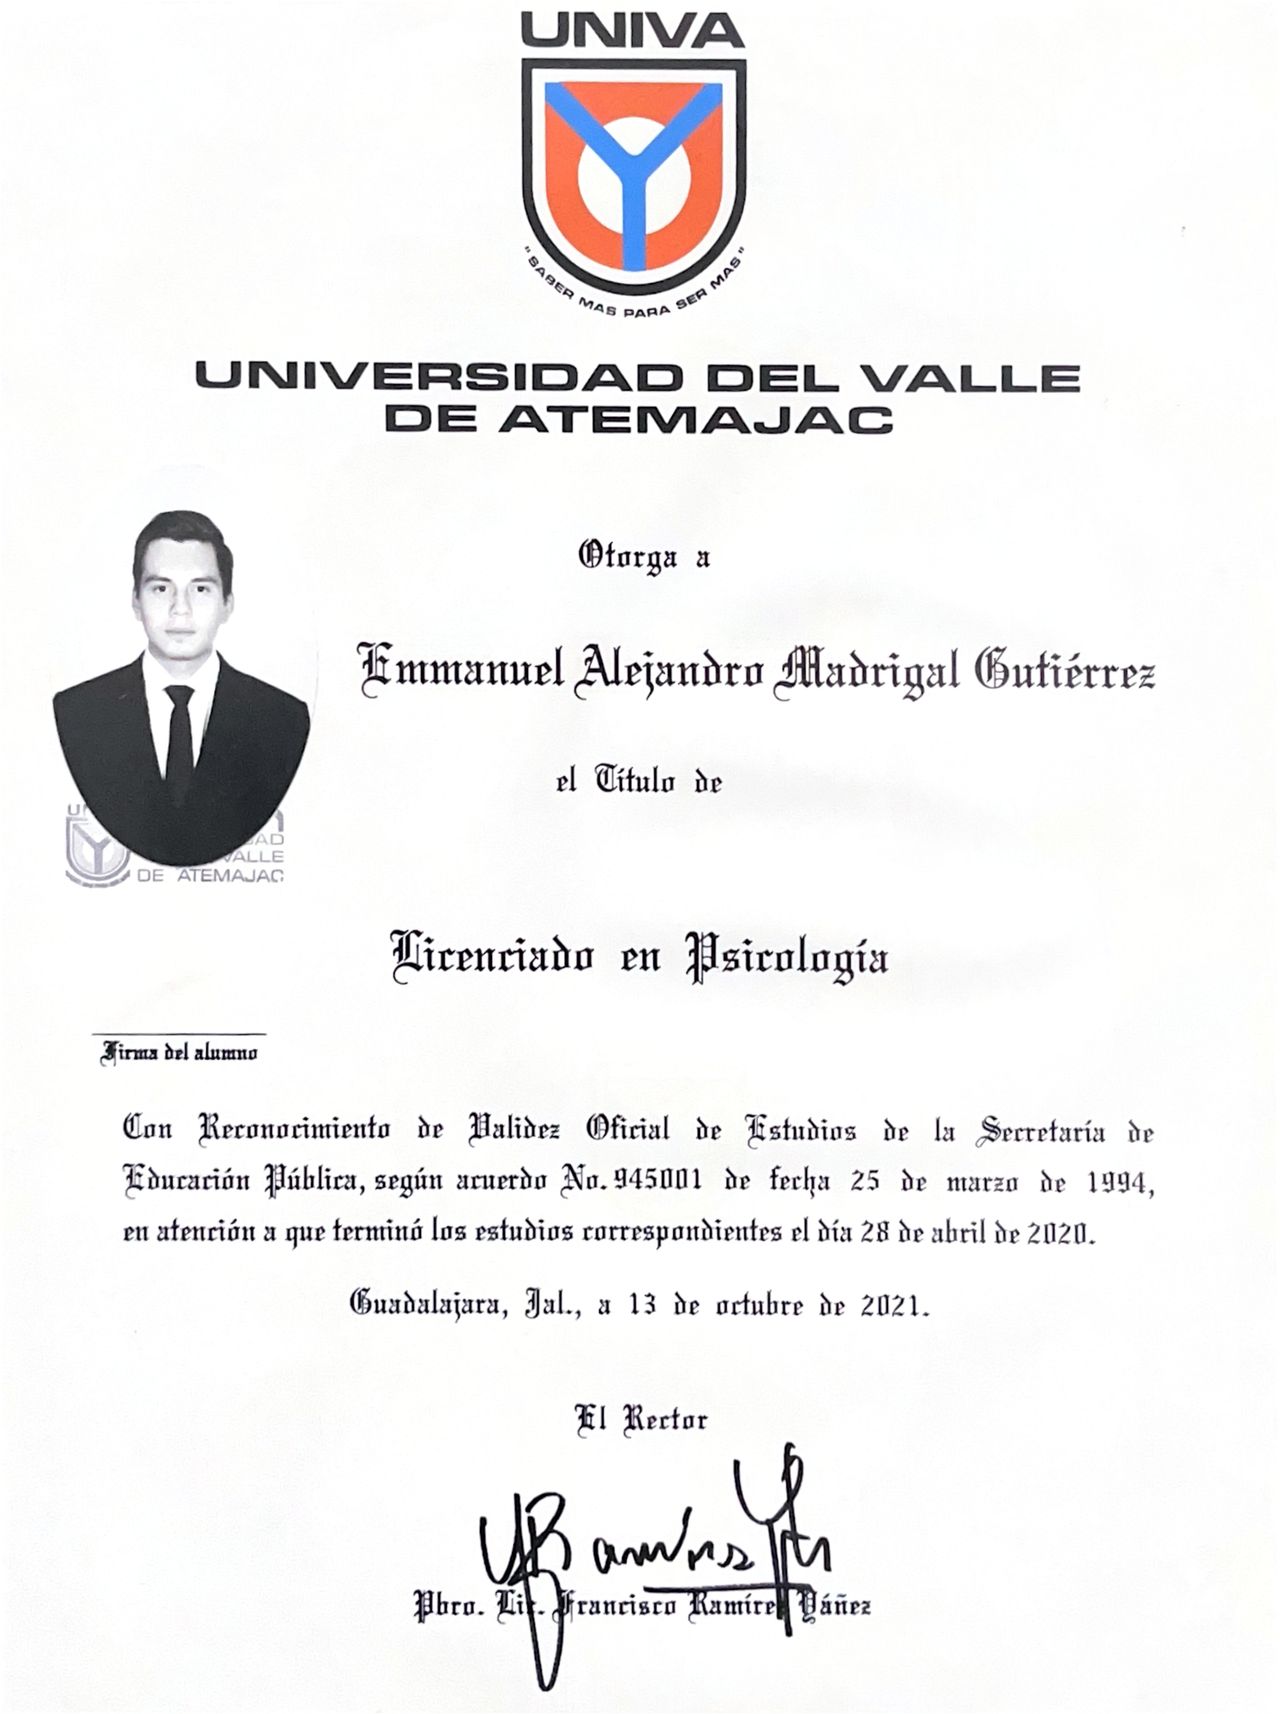 UNIVA
"SABER MAS PARA SER MAS"
UNIVERSIDAD DEL VALLE
DE ATEMAJAC
Otorga a
Emmanuel Alejandro Madrigal Gutiérrez
el Título de
VALLE
DE ATEMAJAC
Licenciado en Psicología
Firma del alumno
Con Reconocimiento de Validez Oficial de Estudios de la Secretaría de
Educación Pública, según acuerdo No. 945001 de fecha 25 de marzo de 1994,
en atención a que terminó los estudios correspondientes el día 28 de abril de 2020.
Guadalajara, Jal., a 13 de octubre de 2021.
El Rector
Pbro. Lic. Francisco Ramírez Yáñez